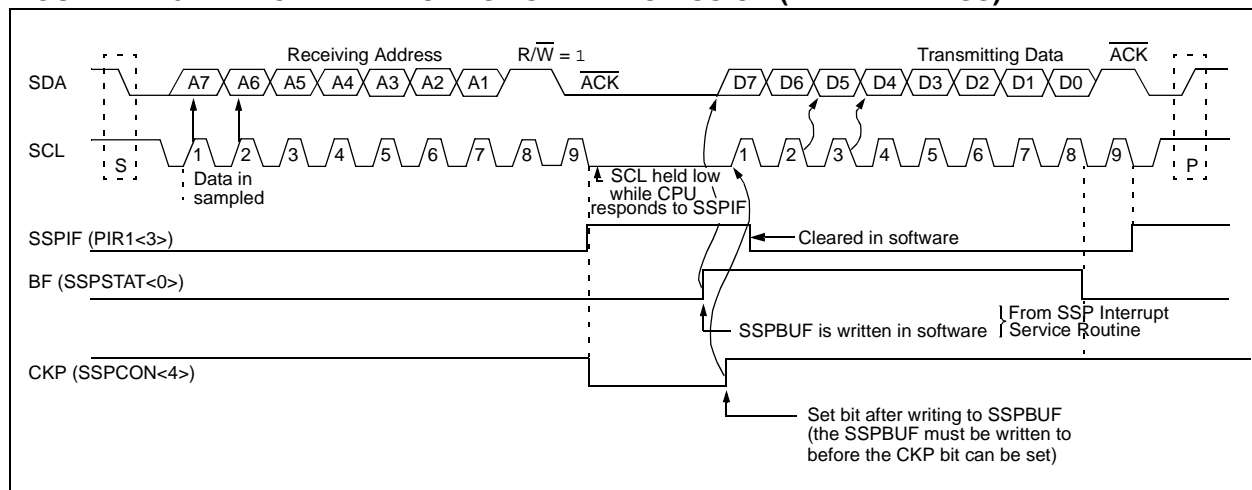 Receiving Address R/W = 1 Transmitting Data ACK
SDA A7 A6 A5 A4 A3 A2 A1 ACK D7 D6 D5 D4 D3 D2 D1 D0
SCL S 1 2 3 4 5 6 7 8 9 1 2 3 4 5 6 7 8 9 P
Data in
sampled
SCL held low
while CPU
responds to SSPIF
SSPIF (PIR1<3>)
Cleared in software
BF (SSPSTAT<0>)
SSPBUF is written in software
From SSP Interrupt
Service Routine
CKP (SSPCON<4>)
Set bit after writing to SSPBUF
(the SSPBUF must be written to
before the CKP bit can be set)